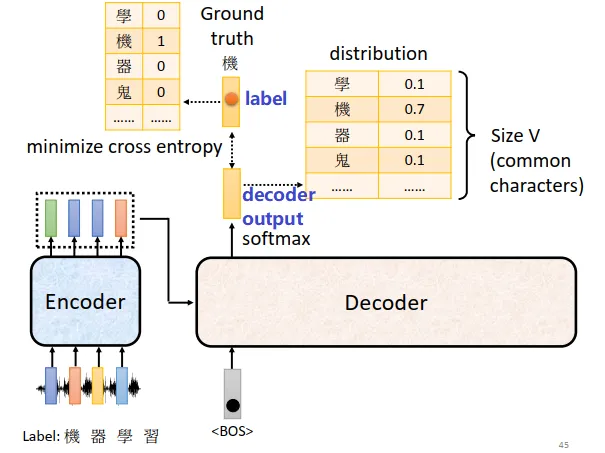 Ground
truth
機
學 0
機 1
器 0
鬼 0
…… ……
label
minimize cross entropy
distribution
學 0.1
機 0.7
器 0.1
鬼 0.1
…… ……
Size V
(common
characters)
decoder
output
softmax
Encoder
Decoder
Label: 機 器 學 習
<BOS>
45